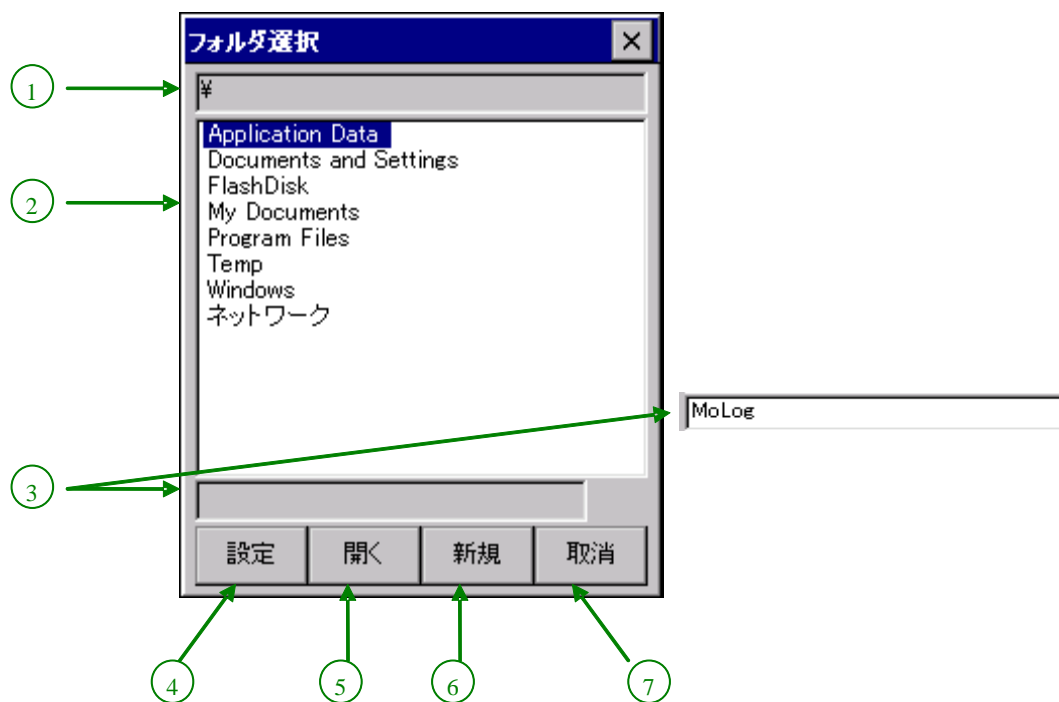 フォルダ選択
1
¥
Application Data
Documents and Settings
FlashDisk
2
My Documents
Program Files
Temp
Windows
ネットワーク
MoLog
3
設定 開く 新規 取消
4 5 6 7